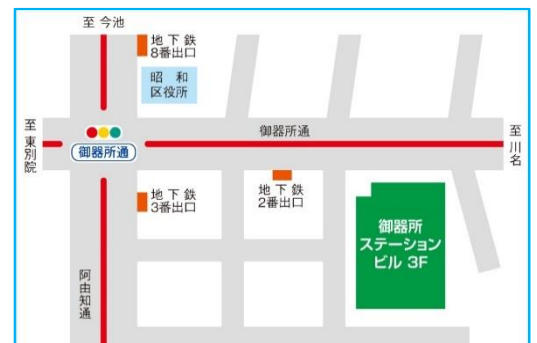 至 今池
地下鉄
8番出口
昭和
区役所
御器所通
至東別院
御器所通
至川名
地下鉄
3番出口
地下鉄
2番出口
御器所
ステーション
ビル 3F
阿由知通